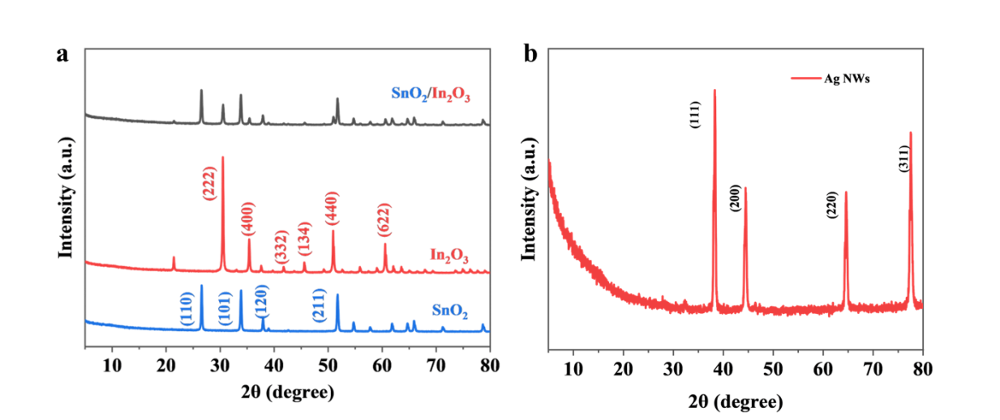 a
SnO2/In2O3
(222)
(400)
(332)
(134)
(440)
(622)
In2O3
(110)
(101)
(120)
(211)
SnO2
Intensity (a.u.)
10 20 30 40 50 60 70 80
2θ (degree)
b
Ag NWs
(111)
(200)
(220)
(311)
Intensity (a.u.)
10 20 30 40 50 60 70 80
2θ (degree)